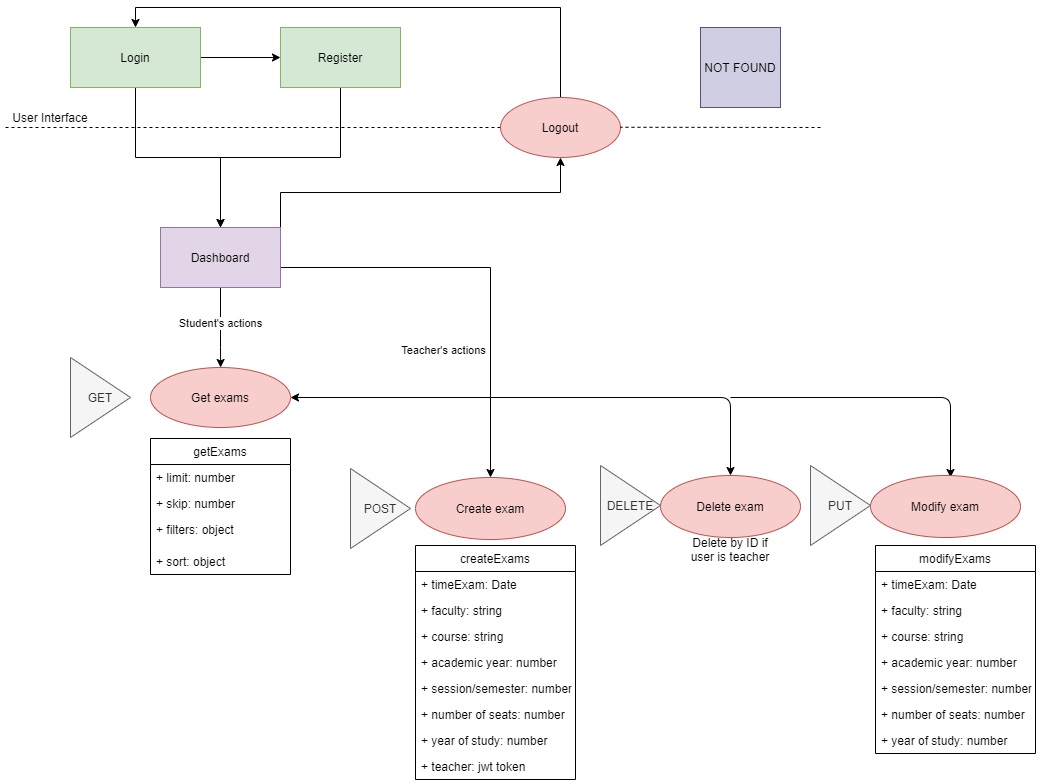 Login
Register
NOT FOUND
User Interface
Logout
Dashboard
Student's actions
Teacher's actions
GET
Get exams
getExams
+ limit: number
+ skip: number
+ filters: object
+ sort: object
POST
Create exam
createExams
+ timeExam: Date
+ faculty: string
+ course: string
+ academic year: number
+ session/semester: number
+ number of seats: number
+ year of study: number
+ teacher: jwt token
DELETE
Delete exam
Delete by ID if
user is teacher
PUT
Modify exam
modifyExams
+ timeExam: Date
+ faculty: string
+ course: string
+ academic year: number
+ session/semester: number
+ number of seats: number
+ year of study: number